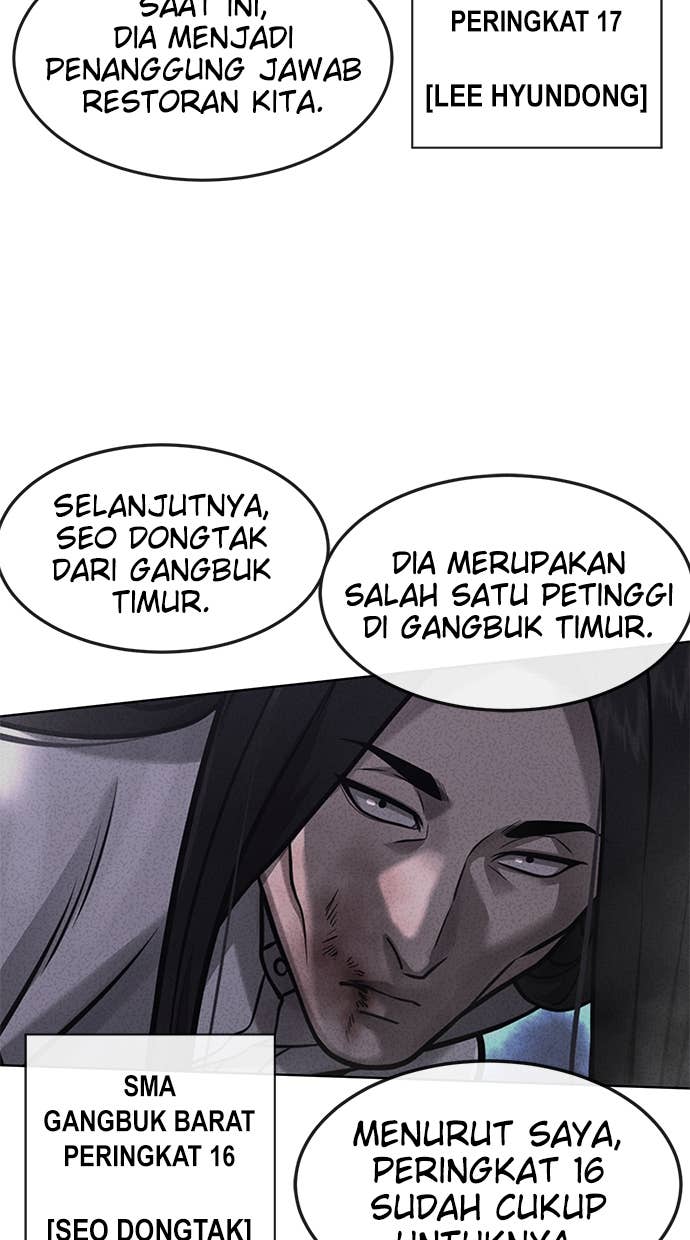 SAAT INI,
DIA MENJADI
PENANGGUNG JAWAB
RESTORAN KITA.
PERINGKAT 17
[LEE HYUNDONG]
SELANJUTNYA,
SEO DONGTAK
DARI GANGBUK
TIMUR.
DIA MERUPAKAN
SALAH SATU PETINGGI
DI GANGBUK TIMUR.
SMA
GANGBUK BARAT
PERINGKAT 16
[SEO DONGTAK]
MENURUT SAYA,
PERINGKAT 16
SUDAH CUKUP
UNTUKNYA